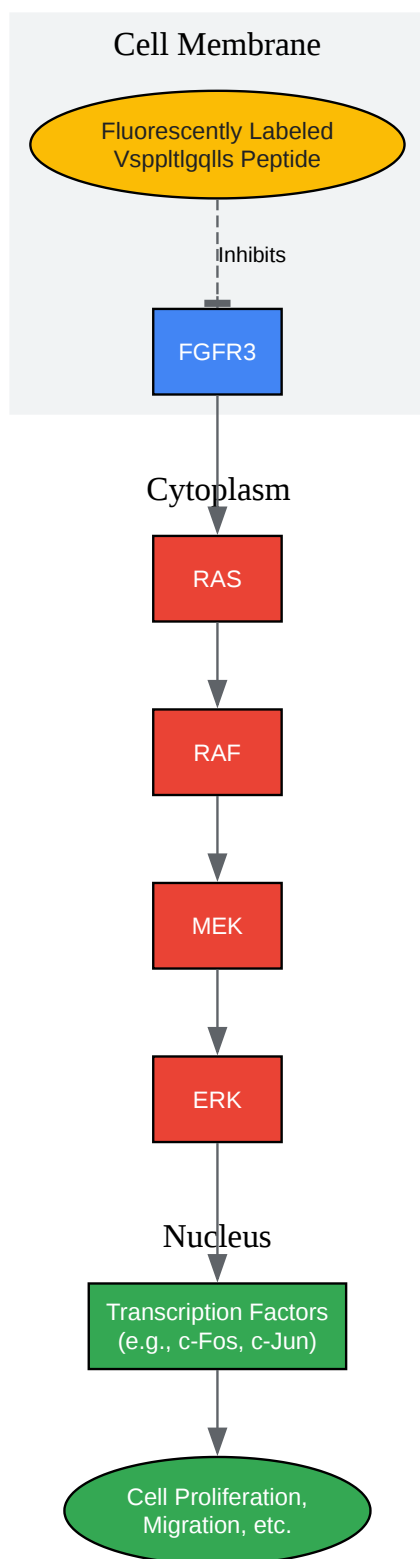 Cell Membrane
Fluorescently Labeled
Vsppltlgqlls Peptide
Inhibits
FGFR3
Cytoplasm
RAS
RAF
MEK
ERK
Nucleus
Transcription Factors
(e.g., c-Fos, c-Jun)
Cell Proliferation,
Migration, etc.